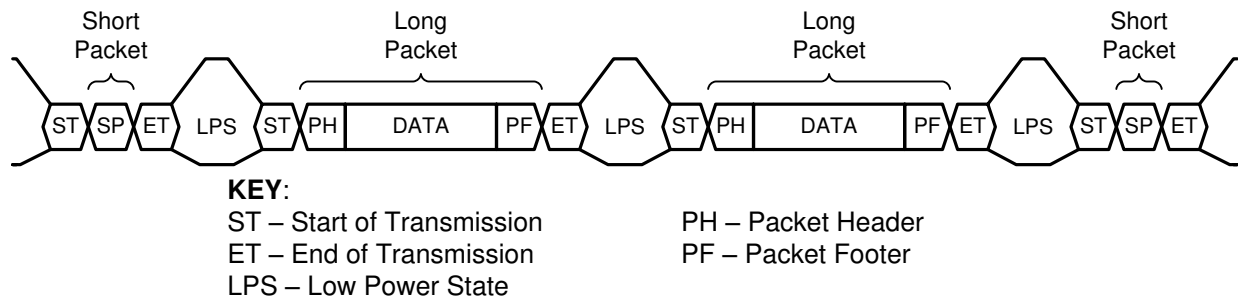 Short
Packet
Long
Packet
Long
Packet
Short
Packet
ST SP ET LPS ST PH DATA PF ET LPS ST PH DATA PF ET LPS ST SP ET
KEY:
ST – Start of Transmission
ET – End of Transmission
LPS – Low Power State
PH – Packet Header
PF – Packet Footer